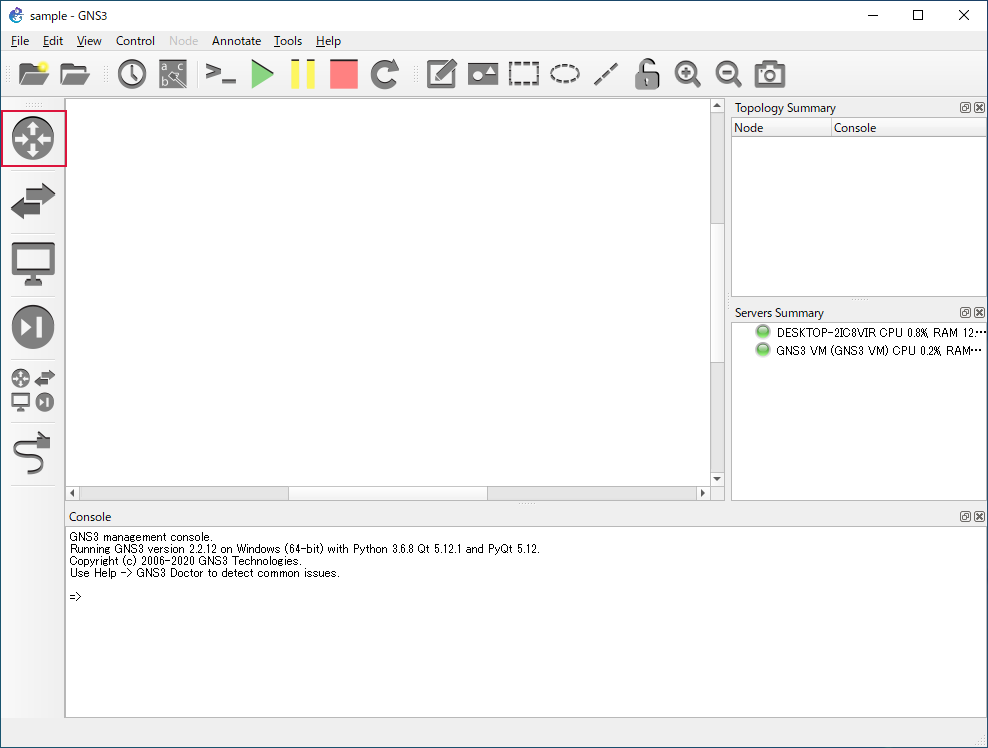 sample - GNS3
File Edit View Control Node Annotate Tools Help
a c
b
Topology Summary
Node Console
Servers Summary
DESKTOP-2IC8VIR CPU 0.8%, RAM 12.…
GNS3 VM (GNS3 VM) CPU 0.2%, RAM…
Console
GNS3 management console.
Running GNS3 version 2.2.12 on Windows (64-bit) with Python 3.6.8 Qt 5.12.1 and PyQt 5.12.
Copyright (c) 2006-2020 GNS3 Technologies.
Use Help -> GNS3 Doctor to detect common issues.
=>